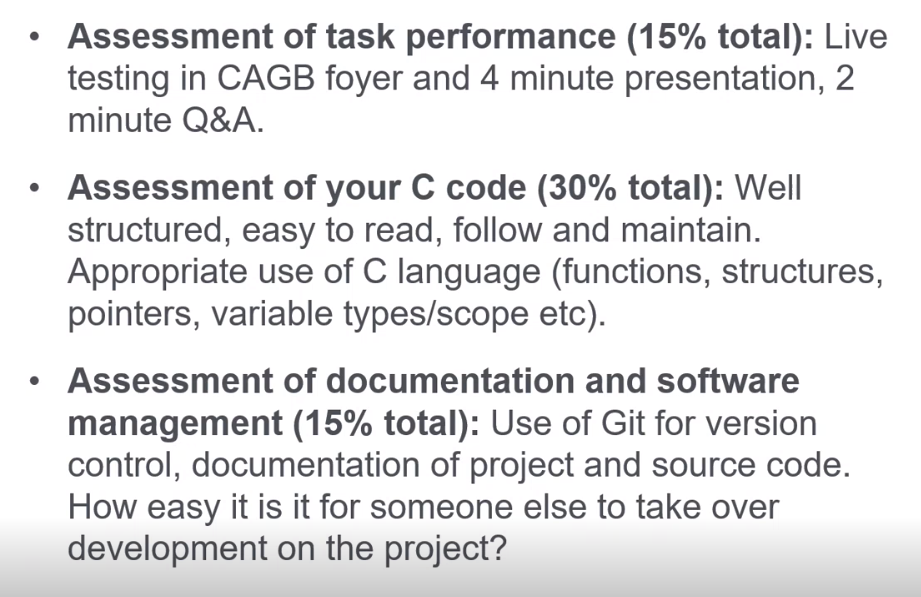 • Assessment of task performance (15% total): Live
testing in CAGB foyer and 4 minute presentation, 2
minute Q&A.
• Assessment of your C code (30% total): Well
structured, easy to read, follow and maintain.
Appropriate use of C language (functions, structures,
pointers, variable types/scope etc).
• Assessment of documentation and software
management (15% total): Use of Git for version
control, documentation of project and source code.
How easy it is it for someone else to take over
development on the project?